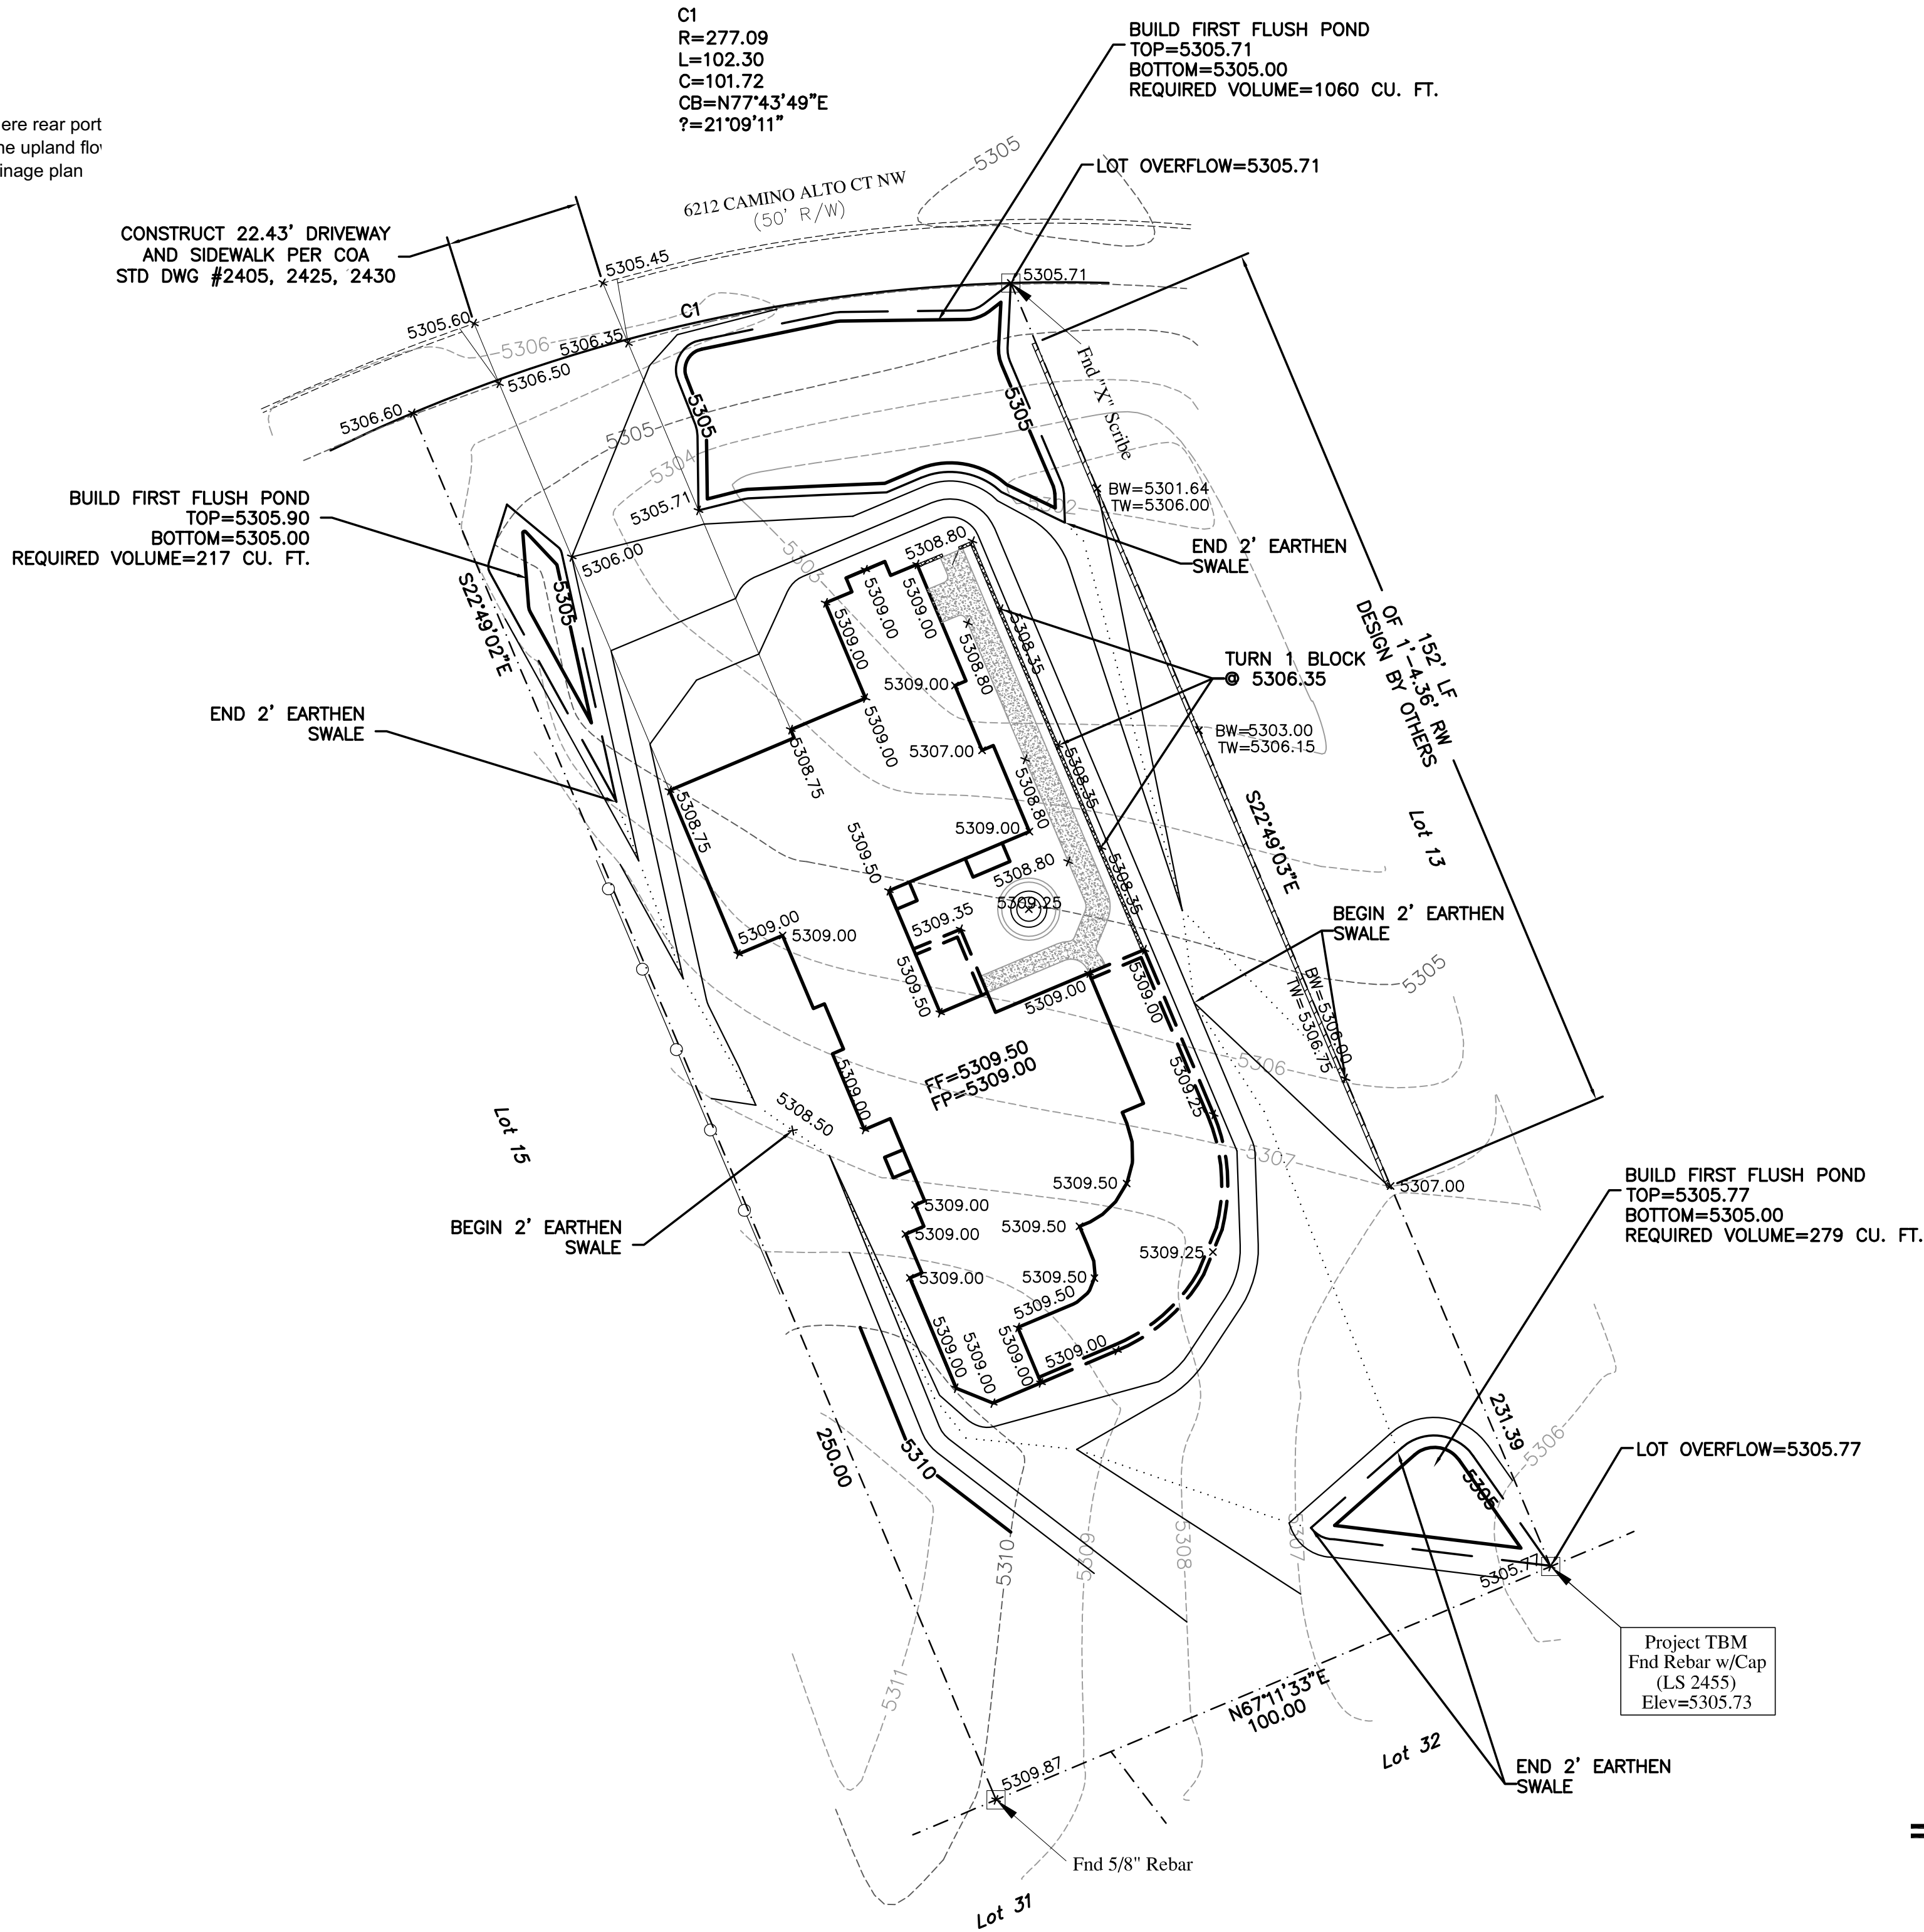 C1
R=277.09
L=102.30
C=101.72
CB=N77°43'49"E
?=21°09'11"
BUILD FIRST FLUSH POND
TOP=5305.71
BOTTOM=5305.00
REQUIRED VOLUME=1060 CU. FT.
ere rear port
ne upland flo
inage plan
LOT OVERFLOW=5305.71
5305
6212 CAMINO ALTO CT NW
(50' R/W)
CONSTRUCT 22.43' DRIVEWAY
AND SIDEWALK PER COA
STD DWG #2405, 2425, 2430
5305.45
5305.71
C1
5305.60
5306
5306.35
5306.50
5306.60
Fnd "X" Scribe
5305
5305
5305
5304
5302
BW=5301.64
TW=5306.00
5305.71
BUILD FIRST FLUSH POND
TOP=5305.90
BOTTOM=5305.00
REQUIRED VOLUME=217 CU. FT.
5306.00
5303
5308.80
END 2' EARTHEN
SWALE
S22°49'02"E
5305
5309.00
5309.00
5309.00
5308.80
5308.35
152' LF
OF 1'-4.36' RW
DESIGN BY OTHERS
TURN 1 BLOCK
@ 5306.35
5309.00
5309.00
5307.00
END 2' EARTHEN
SWALE
BW=5303.00
TW=5306.15
5308.75
5308.80
5308.35
5308.75
5309.00
5309.50
5308.80
5308.35
S22°49'03"E
Lot 13
5309.25
5309.35
5309.00
5309.00
BEGIN 2' EARTHEN
SWALE
5309.50
5309.00
5309.00
5305
BW=5306.00
TW=5306.75
FF=5309.50
FP=5309.00
5306
5309.00
5309.25
5308.50
Lot 15
5307
5309.50
5307.00
BUILD FIRST FLUSH POND
TOP=5305.77
BOTTOM=5305.00
REQUIRED VOLUME=279 CU. FT.
BEGIN 2' EARTHEN
SWALE
5309.00
5309.00
5309.50
5309.25
5309.00
5309.50
5309.50
5309.00
5309.00
5309.00
5309.00
231.39
5306
LOT OVERFLOW=5305.77
250.00
5310
5305
5310
5309
5308
5307
5305.77
Project TBM
Fnd Rebar w/Cap
(LS 2455)
Elev=5305.73
5311
N67°11'33"E
100.00
Lot 32
5309.87
END 2' EARTHEN
SWALE
Fnd 5/8" Rebar
Lot 31